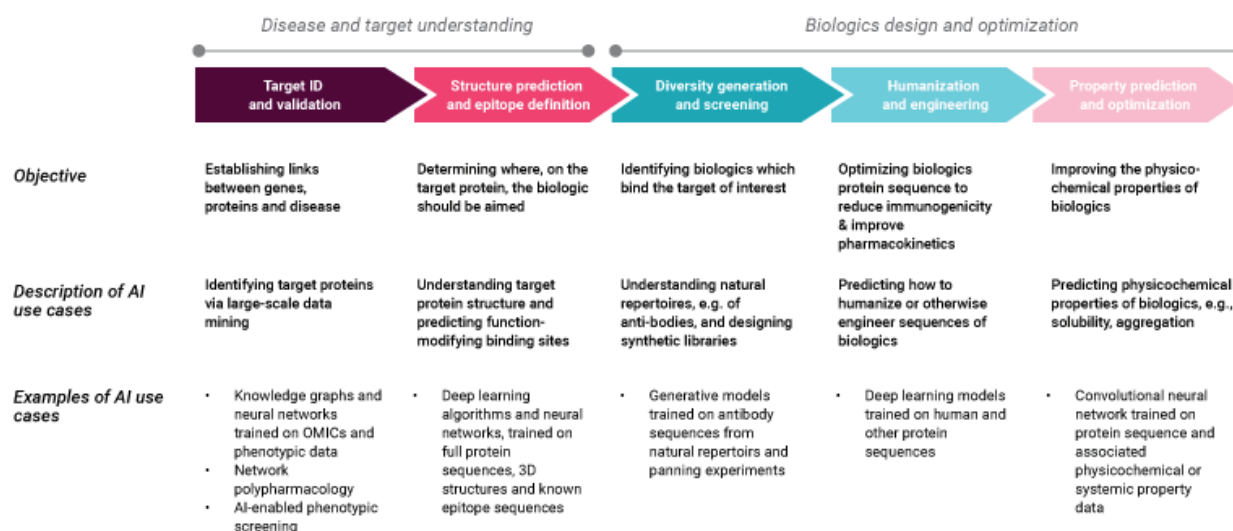 Disease and target understanding
Biologics design and optimization
Target ID
and validation
Structure prediction
and epitope definition
Diversity generation
and screening
Humanization
and engineering
Property prediction
and optimization
Objective
Establishing links
between genes,
proteins and disease
Determining where, on the
target protein, the biologic
should be aimed
Identifying biologics which
bind the target of interest
Optimizing biologics
protein sequence to
reduce immunogenicity
& improve
pharmacokinetics
Improving the physico-
chemical properties of
biologics
Description of AI
use cases
Identifying target proteins
via large-scale data
mining
Understanding target
protein structure and
predicting function-
modifying binding sites
Understanding natural
repertoires, e.g. of
anti-bodies, and designing
synthetic libraries
Predicting how to
humanize or otherwise
engineer sequences of
biologics
Predicting physicochemical
properties of biologics, e.g.,
solubility, aggregation
Examples of AI use
cases
• Knowledge graphs and
neural networks
trained on OMICs and
phenotypic data
• Network
polypharmacology
• AI-enabled phenotypic
screening
• Deep learning
algorithms and neural
networks, trained on
full protein
sequences, 3D
structures and known
epitope sequences
• Generative models
trained on antibody
sequences from
natural repertoirs and
panning experiments
• Deep learning models
trained on human and
other protein
sequences
• Convolutional neural
network trained on
protein sequence and
associated
physicochemical or
systemic property
data